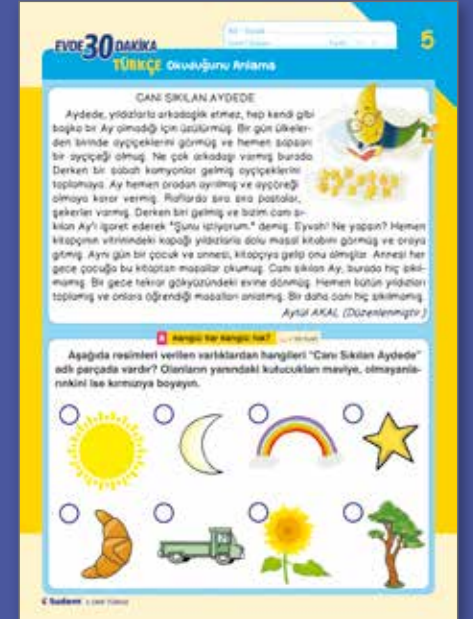 5
EVDE 30 DAKİKA
TÜRKÇE Okuduğunu Anlama
CANI SIKILAN AYDEDE
Aydede, yıldızlarla arkadaşlık etmez, hep kendi gibi
başka bir Ay olmadığı için üzülürmüş. Bir gün ülkeler-
den birinde ayçiçeklerini görmüş ve hemen sapsarı
bir ayçiçeği olmuş. Ne çok arkadaşı varmış burada.
Derken bir sabah kamyonlar gelmiş ayçiçeklerini
toplamaya. Ay hemen oradan ayrılmış ve ayçöreği
olmaya karar vermiş. Raflarda sıra sıra pastalar,
şekerler varmış. Derken biri gelmiş ve bizim canı sı-
kılan Ay'ı işaret ederek "Şunu istiyorum." demiş. Eyvah! Ne yapsın? Hemen
kitapçının vitrinindeki kapağı yıldızlarla dolu masal kitabını görmüş ve oraya
gitmiş. Aynı gün bir çocuk ve annesi, kitapçıya gelip onu almışlar. Annesi her
gece çocuğa bu kitaptan masallar okumuş. Canı sıkılan Ay, burada hiç sıkıl-
mamış. Bir gece tekrar gökyüzündeki evine dönmüş. Hemen bütün yıldızları
toplamış ve onlara öğrendiği masalları anlatmış. Bir daha canı hiç sıkılmamış.
Aytül AKAL (Düzenlenmiştir.)
Hangisi Var Hangisi Yok?
Aşağıda resimleri verilen varlıklardan hangileri "Canı Sıkılan Aydede"
adlı parçada vardır? Olanların yanındaki kutucukları maviye, olmayanla-
rınkini ise kırmızıya boyayın.
Sudem